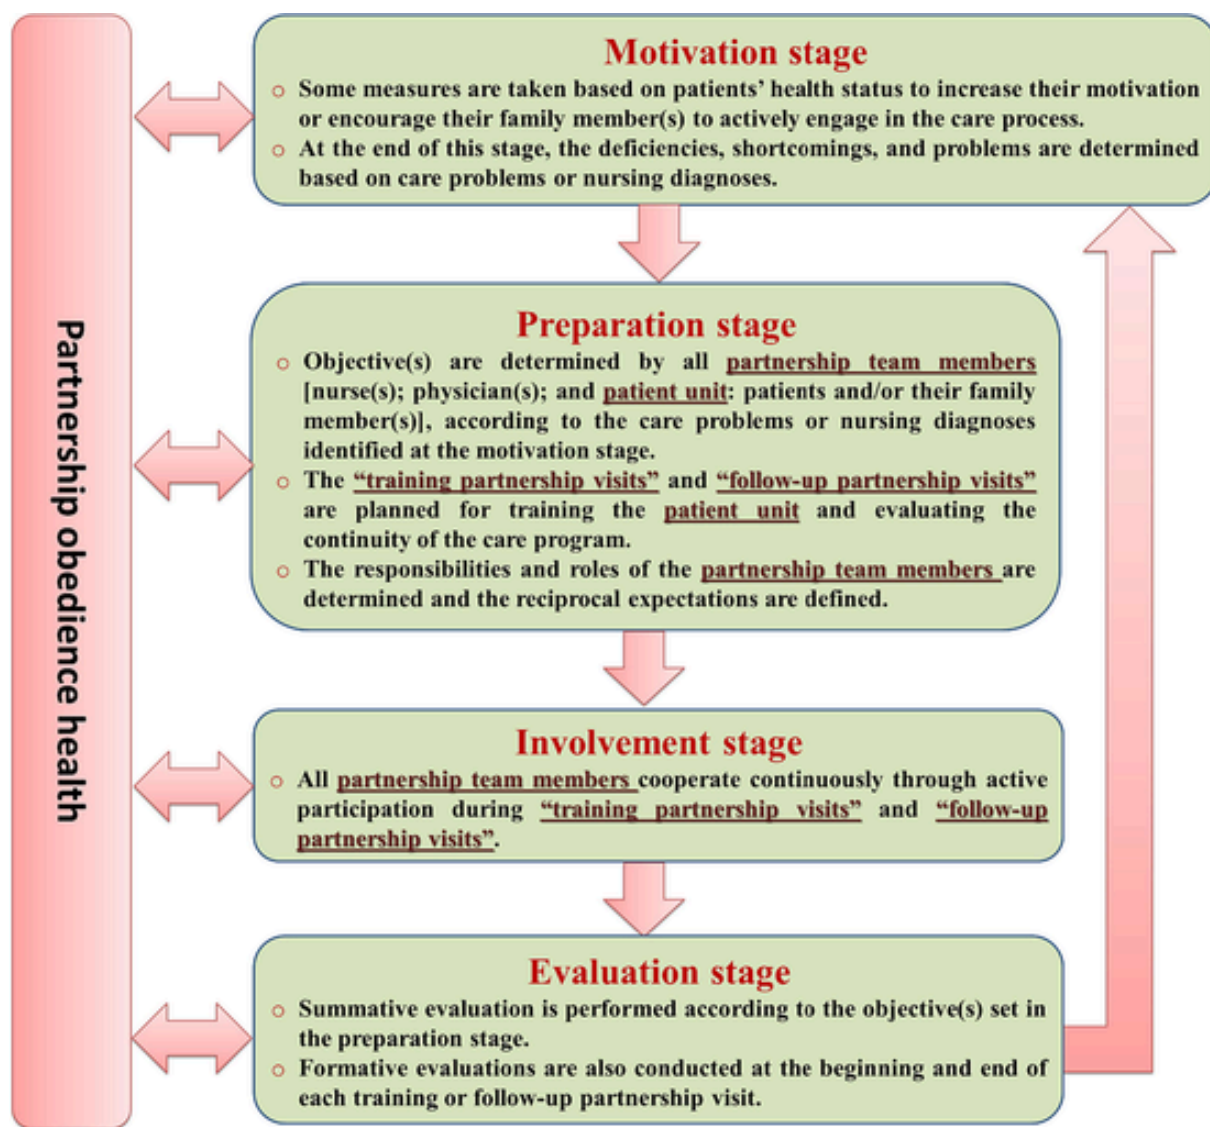 Partnership obedience health
Motivation stage
○ Some measures are taken based on patients’ health status to increase their motivation
or encourage their family member(s) to actively engage in the care process.
○ At the end of this stage, the deficiencies, shortcomings, and problems are determined
based on care problems or nursing diagnoses.
Preparation stage
○ Objective(s) are determined by all partnership team members
[nurse(s); physician(s); and patient unit: patients and/or their family
member(s)], according to the care problems or nursing diagnoses
identified at the motivation stage.
○ The “training partnership visits” and “follow-up partnership visits”
are planned for training the patient unit and evaluating the
continuity of the care program.
○ The responsibilities and roles of the partnership team members are
determined and the reciprocal expectations are defined.
Involvement stage
○ All partnership team members cooperate continuously through active
participation during “training partnership visits” and “follow-up
partnership visits”.
Evaluation stage
○ Summative evaluation is performed according to the objective(s) set in
the preparation stage.
○ Formative evaluations are also conducted at the beginning and end of
each training or follow-up partnership visit.